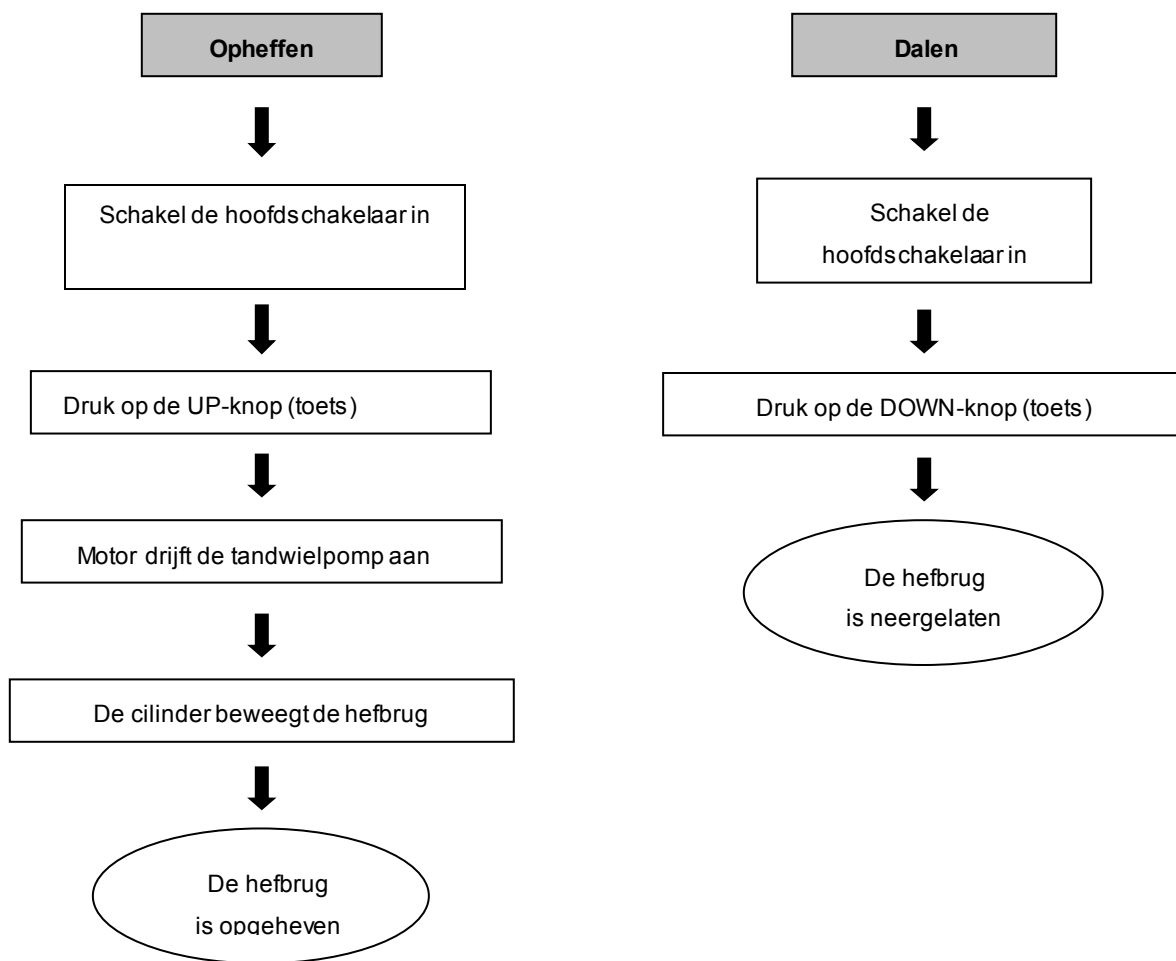 Opheffen
Schakel de hoofdschakelaar in
Druk op de UP-knop (toets)
Motor drijft de tandwielpomp aan
De cilinder beweegt de hefbrug
De hefbrug
is opgeheven
Dalen
Schakel de
hoofdschakelaar in
Druk op de DOWN-knop (toets)
De hefbrug
is neergelaten